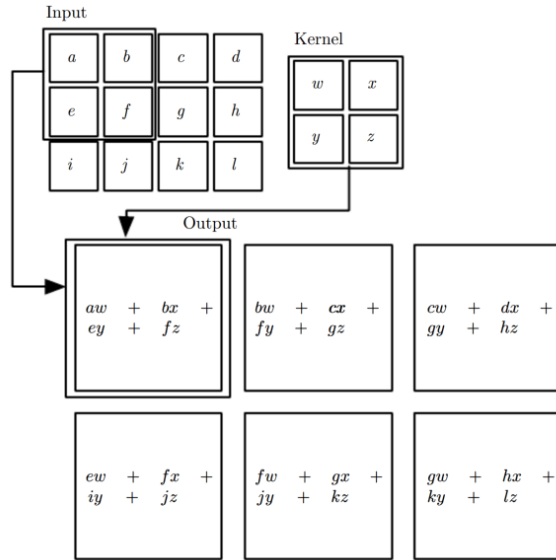 Input
a b c d
Kernel
w x
e f g h
y z
i j k l
Output
aw + bx +
ey + fz
bw + cx +
fy + gz
cw + dx +
gy + hz
ew + fx +
iy + jz
fw + gx +
jy + kz
gw + hx +
ky + lz